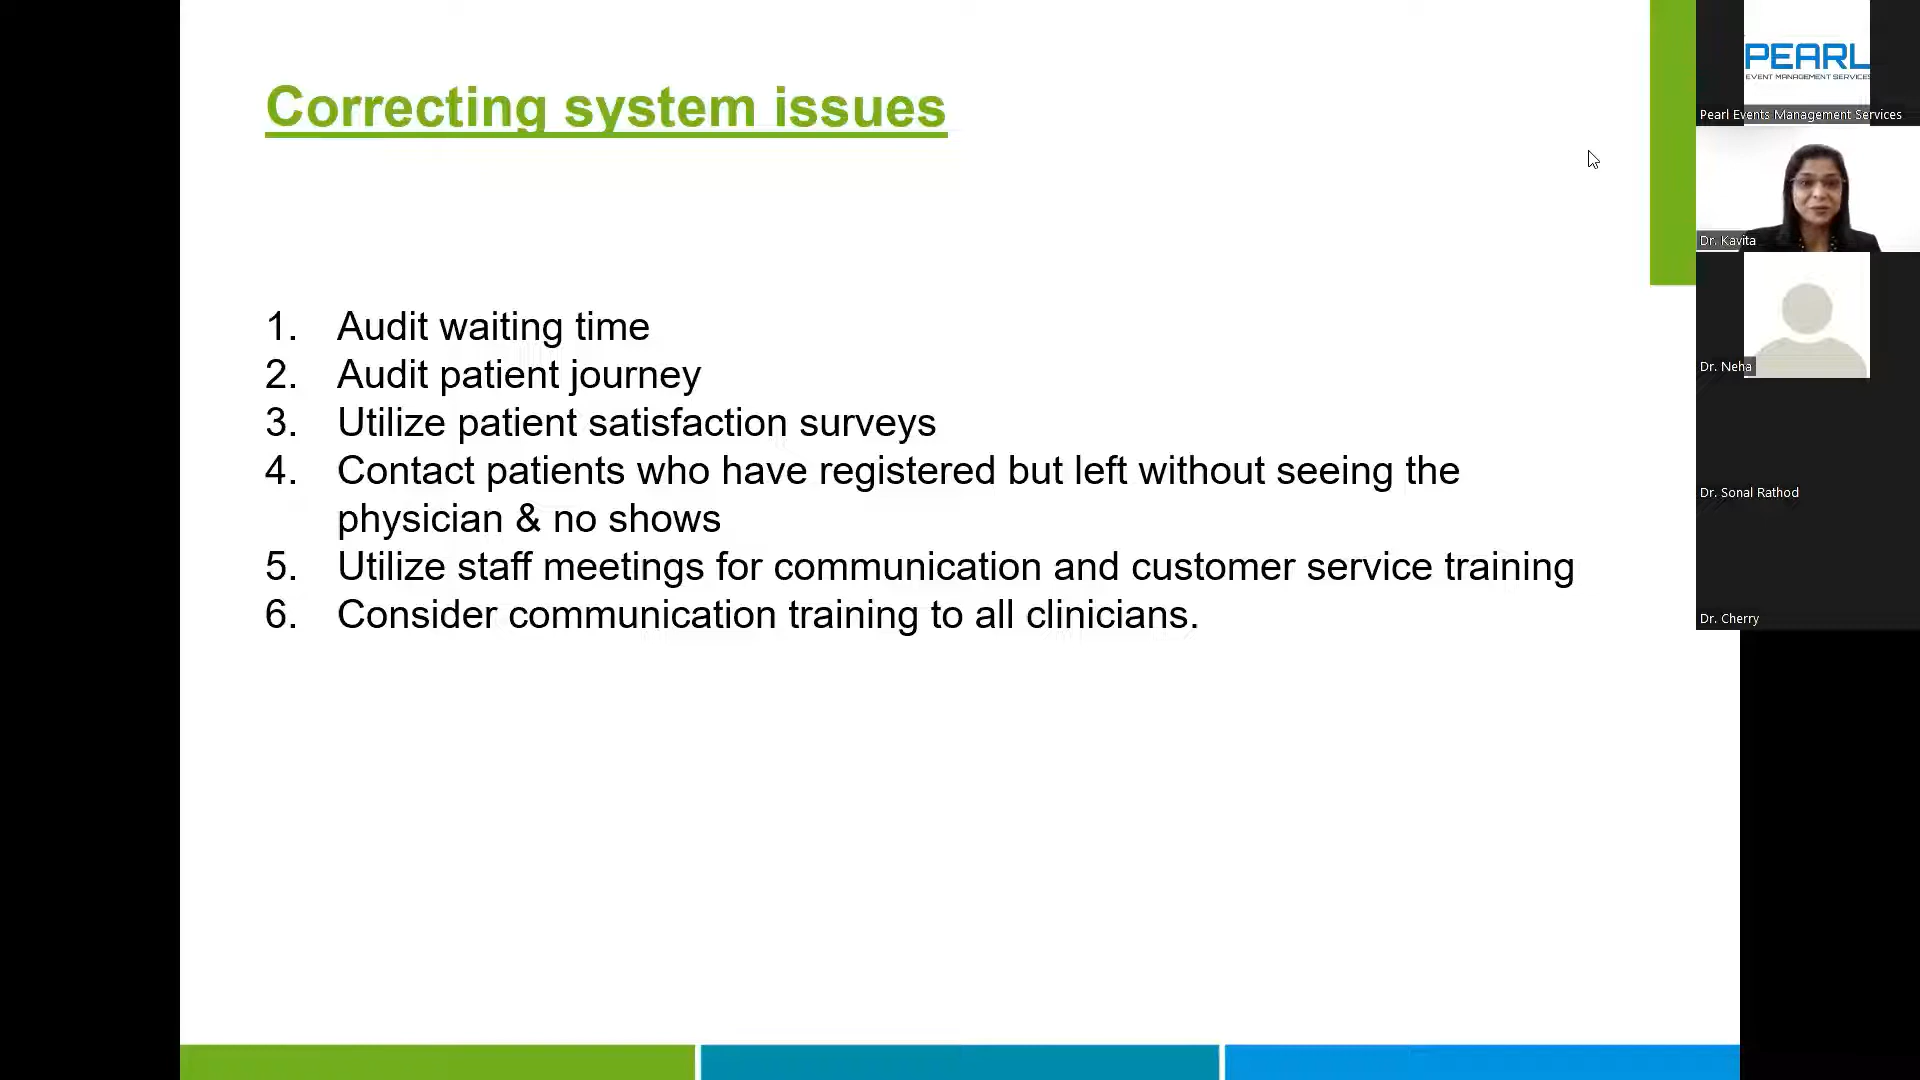 Correcting system issues
1. Audit waiting time
2. Audit patient journey
3. Utilize patient satisfaction surveys
4. Contact patients who have registered but left without seeing the
physician & no shows
5. Utilize staff meetings for communication and customer service training
6. Consider communication training to all clinicians.
PEARL
EVENT MANAGEMENT SERVICES
Pearl Events Management Services
Dr. Kavita
Dr. Neha
Dr. Sonal Rathod
Dr. Cherry